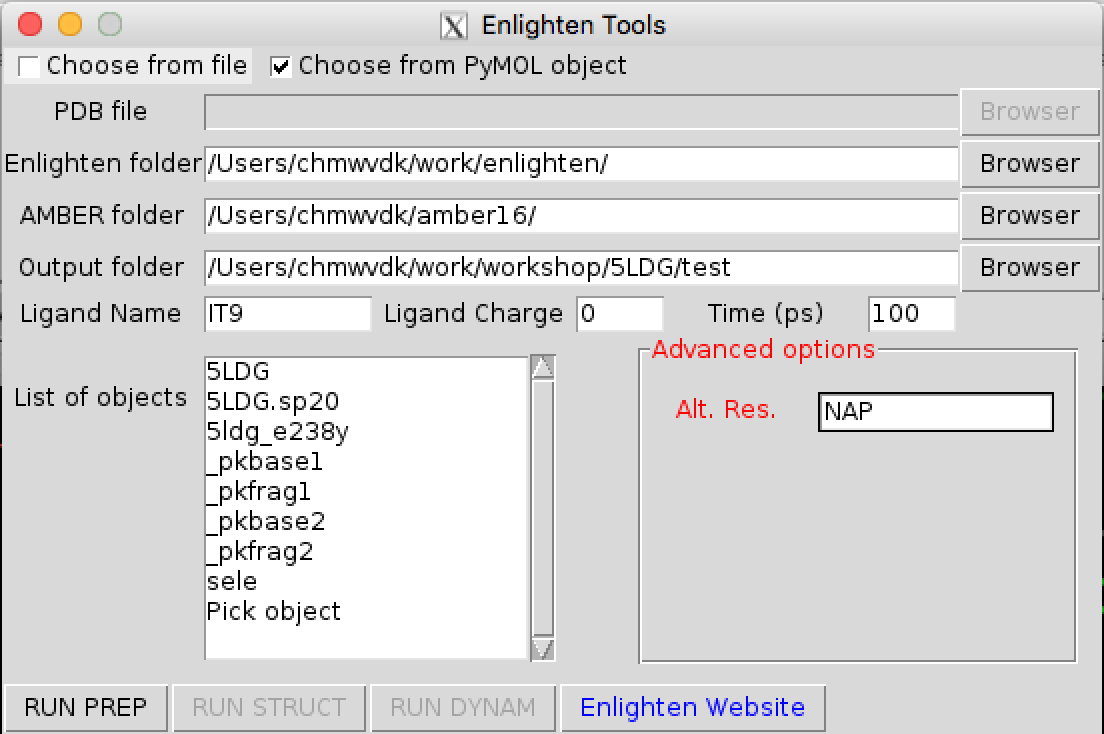 Enlighten Tools
Choose from file Choose from PyMOL object
PDB file Browser
Enlighten folder /Users/chmwvdk/work/enlighten/ Browser
AMBER folder /Users/chmwvdk/amber16/ Browser
Output folder /Users/chmwvdk/work/workshop/5LDG/test Browser
Ligand Name IT9 Ligand Charge 0 Time (ps) 100
List of objects
5LDG
5LDG.sp20
5ldg_e238y
_pkbase1
_pkfrag1
_pkbase2
_pkfrag2
sele
Pick object
Advanced options
Alt. Res. NAP
RUN PREP RUN STRUCT RUN DYNAM Enlighten Website